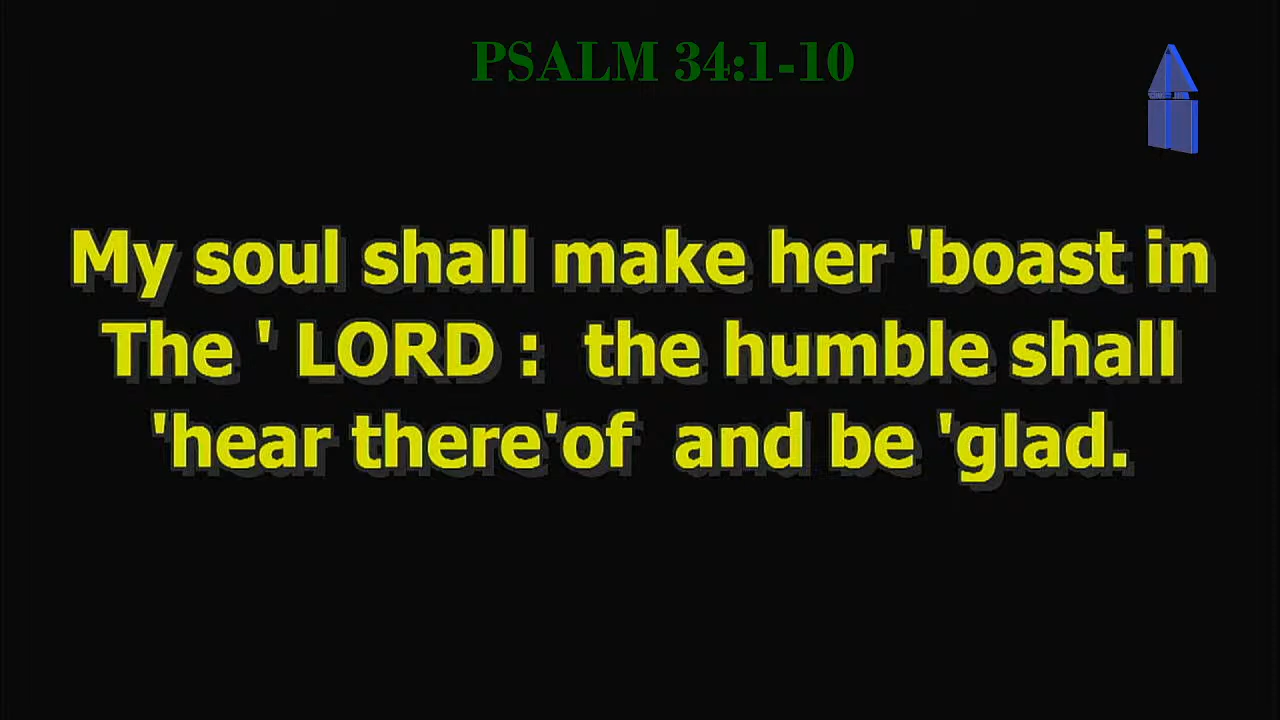 PSALM 34:1-10
My soul shall make her 'boast in
The ' LORD :  the humble shall
'hear there'of  and be 'glad.